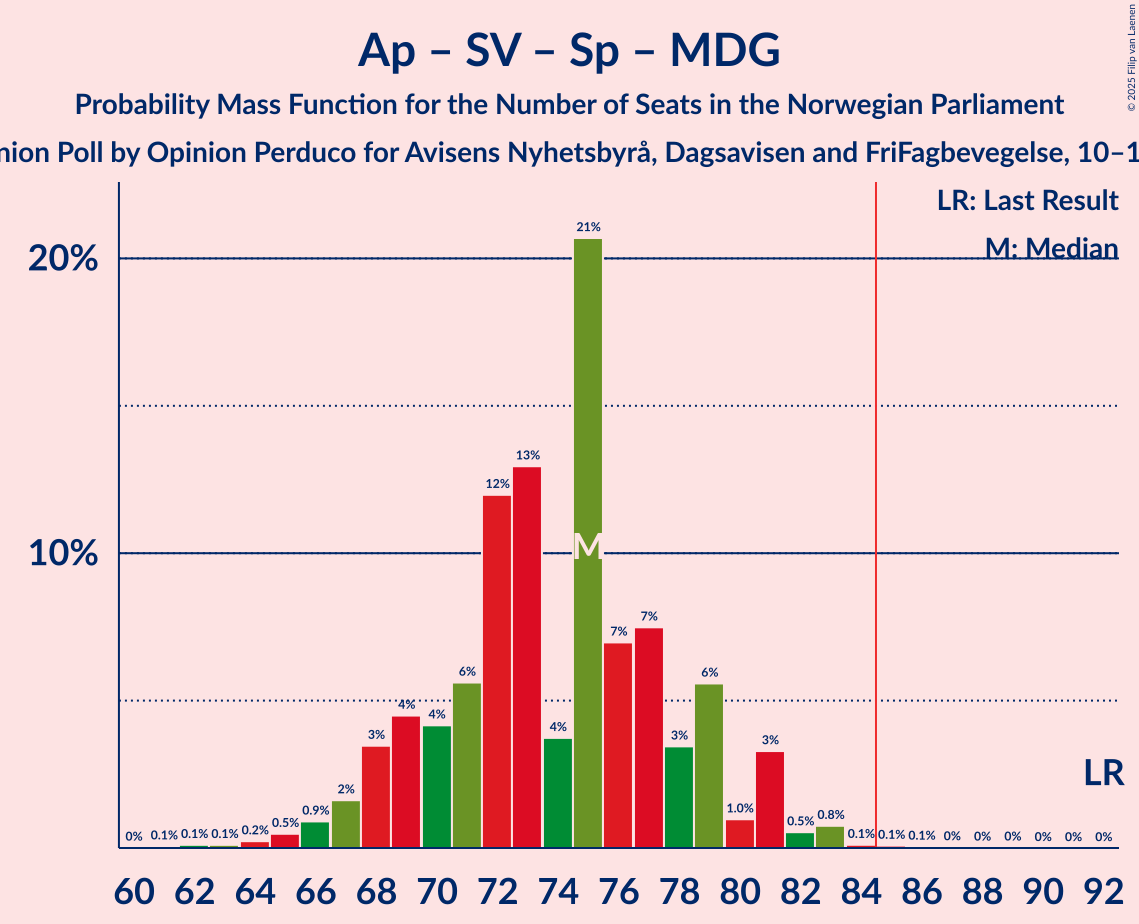 Ap – SV – Sp – MDG
Probability Mass Function for the Number of Seats in the Norwegian Parliament
Poll by Opinion Perduco for Avisens Nyhetsbyrå, Dagsavisen and FriFagbevegelse,
© 2025 Filip van Laenen
LR: Last Result
M: Median
20%
10%
0% 0.1% 0.1% 0.1% 0.2% 0.5% 0.9% 2% 3% 4% 4% 6% 12% 13% 4% 21% 7% 7% 3% 6% 1.0% 3% 0.5% 0.8% 0.1% 0.1% 0.1% 0% 0% 0% 0% 0% 0%
M
LR
60 62 64 66 68 70 72 74 76 78 80 82 84 86 88 90 92